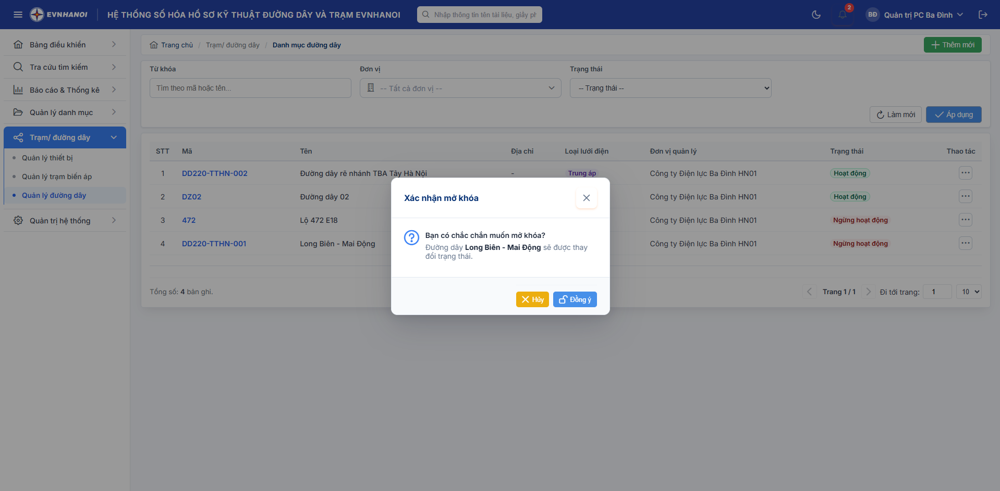 EVNHANOI
HỆ THỐNG SỐ HÓA HỒ SƠ KỸ THUẬT ĐƯỜNG DÂY VÀ TRẠM EVNHANOI
Nhập thông tin tên tài liệu, giấy ph
2
BĐ
Quản trị PC Ba Đình
Bảng điều khiển
Tra cứu tìm kiếm
Báo cáo & Thống kê
Quản lý danh mục
Trạm/ đường dây
Quản lý thiết bị
Quản lý trạm biến áp
Quản lý đường dây
Quản trị hệ thống
Trang chủ / Trạm/ đường dây / Danh mục đường dây
Thêm mới
Từ khóa Đơn vị Trạng thái
Tìm theo mã hoặc tên... -- Tất cả đơn vị -- -- Trạng thái --
Làm mới Áp dụng
STT Mã Tên Địa chỉ Loại lưới điện Đơn vị quản lý Trạng thái Thao tác
1 DD220-TTHN-002 Đường dây rẽ nhánh TBA Tây Hà Nội - Trung áp Công ty Điện lực Ba Đình HN01 Hoạt động
2 DZ02 Đường dây 02 Công ty Điện lực Ba Đình HN01 Hoạt động
3 472 Lộ 472 E18 Công ty Điện lực Ba Đình HN01 Ngừng hoạt động
4 DD220-TTHN-001 Long Biên - Mai Động Công ty Điện lực Ba Đình HN01 Ngừng hoạt động
Tổng số: 4 bản ghi.
Trang 1 / 1 Đi tới trang: 1 10
Xác nhận mở khóa
Bạn có chắc chắn muốn mở khóa?
Đường dây Long Biên - Mai Động sẽ được thay
đổi trạng thái.
Hủy Đồng ý